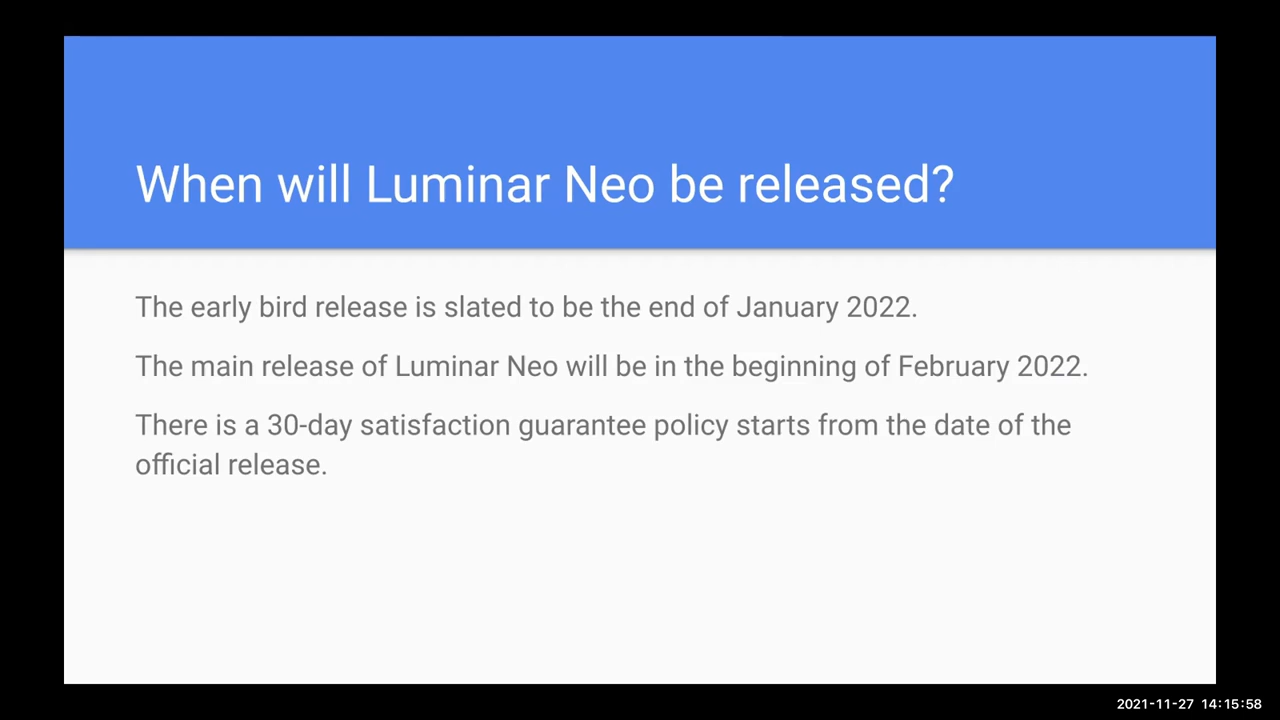 When will Luminar Neo be released?
The early bird release is slated to be the end of January 2022.
The main release of Luminar Neo will be in the beginning of February 2022.
There is a 30-day satisfaction guarantee policy starts from the date of the
official release.
2021-11-27 14:15:58